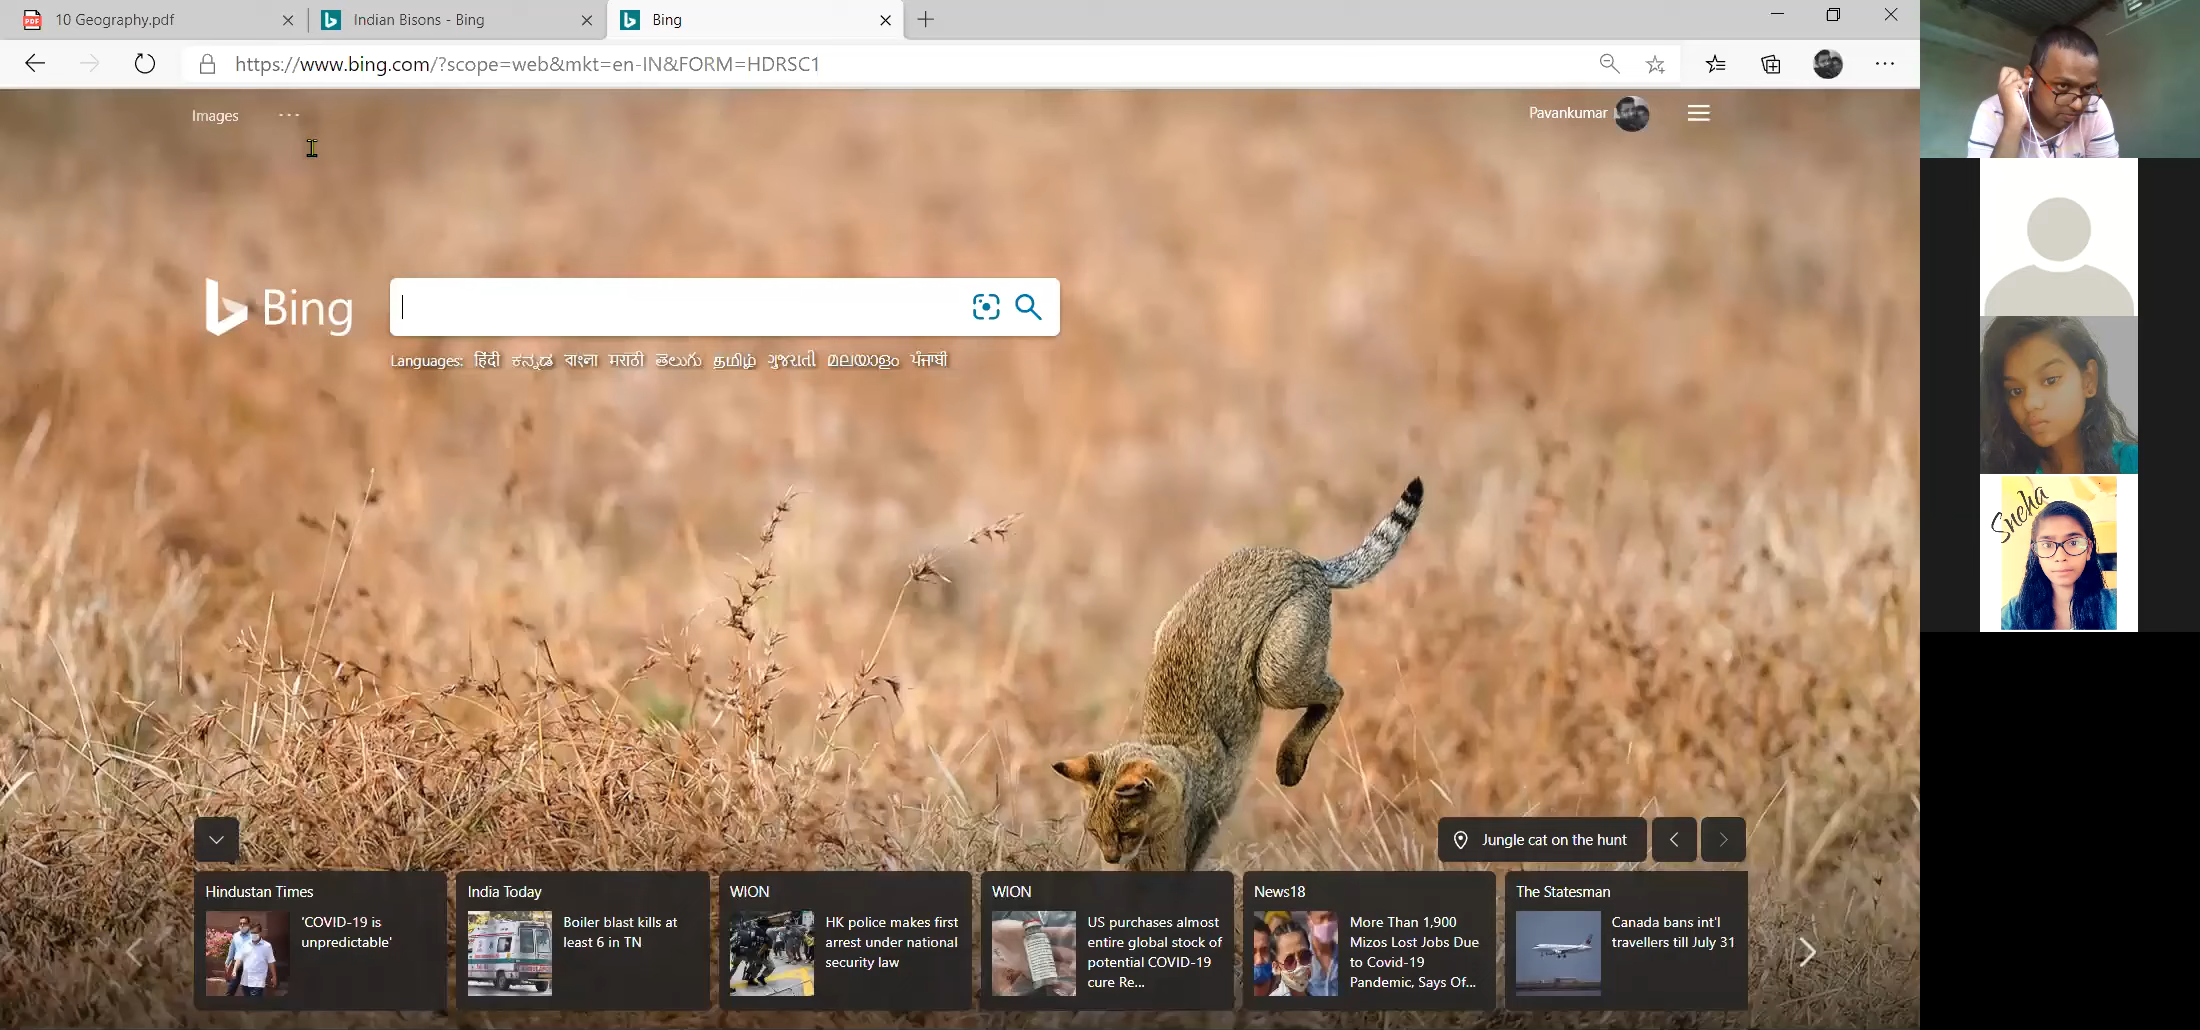 10 Geography.pdf
Indian Bisons - Bing
Bing
https://www.bing.com/?scope=web&mkt=en-IN&FORM=HDRSC1
Images
Pavankumar
Bing
Languages: हिंदी ಕನ್ನಡ বাংলা मराठी తెలుగు தமிழ் ગુજરાતી മലയാളം ਪੰਜਾਬੀ
Sneha
Jungle cat on the hunt
Hindustan Times
'COVID-19 is
unpredictable'
India Today
Boiler blast kills at
least 6 in TN
WION
HK police makes first
arrest under national
security law
WION
US purchases almost
entire global stock of
potential COVID-19
cure Re...
News18
More Than 1,900
Mizos Lost Jobs Due
to Covid-19
Pandemic, Says Of...
The Statesman
Canada bans int'l
travellers till July 31